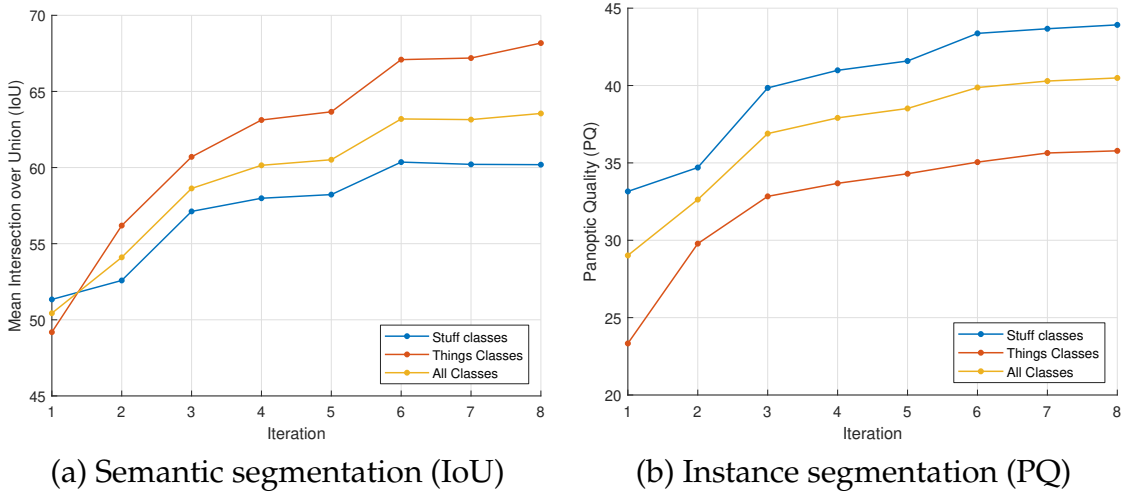 70
65
60
55
50
45
Mean Intersection over Union (IoU)
1 2 3 4 5 6 7 8
Iteration
Stuff classes
Things Classes
All Classes
(a) Semantic segmentation (IoU)
45
40
35
30
25
20
Panoptic Quality (PQ)
1 2 3 4 5 6 7 8
Iteration
Stuff classes
Things Classes
All Classes
(b) Instance segmentation (PQ)